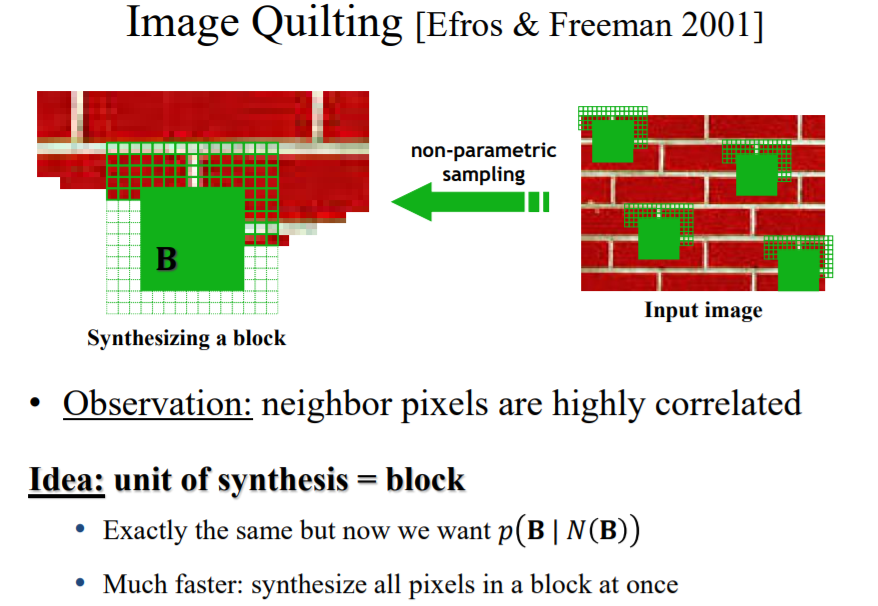 Image Quilting [Efros & Freeman 2001]
non-parametric
sampling
B
Synthesizing a block
Input image
• Observation: neighbor pixels are highly correlated
Idea: unit of synthesis = block
• Exactly the same but now we want p(B | N(B))
• Much faster: synthesize all pixels in a block at once